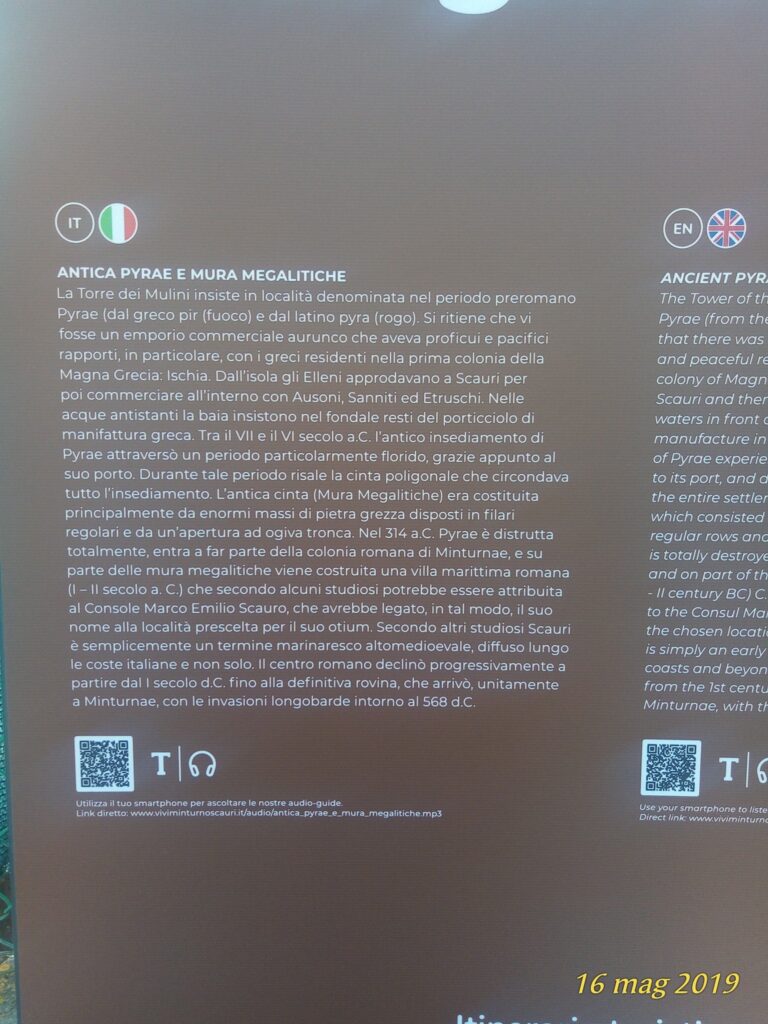 IT
ANTICA PYRAE E MURA MEGALITICHE
La Torre dei Mulini insiste in località denominata nel periodo preromano
Pyrae (dal greco pir (fuoco) e dal latino pyra (rogo). Si ritiene che vi
fosse un emporio commerciale aurunco che aveva proficui e pacifici
rapporti, in particolare, con i greci residenti nella prima colonia della
Magna Grecia: Ischia. Dall'isola gli Elleni approdavano a Scauri per
poi commerciare all'interno con Ausoni, Sanniti ed Etruschi. Nelle
acque antistanti la baia insistono nel fondale resti del porticciolo di
manifattura greca. Tra il VII e il VI secolo a.C. l'antico insediamento di
Pyrae attraversò un periodo particolarmente florido, grazie appunto al
suo porto. Durante tale periodo risale la cinta poligonale che circondava
tutto l'insediamento. L'antica cinta (Mura Megalitiche) era costituita
principalmente da enormi massi di pietra grezza disposti in filari
regolari e da un'apertura ad ogiva tronca. Nel 314 a.C. Pyrae è distrutta
totalmente, entra a far parte della colonia romana di Minturnae, e su
parte delle mura megalitiche viene costruita una villa marittima romana
(I – II secolo a. C.) che secondo alcuni studiosi potrebbe essere attribuita
al Console Marco Emilio Scauro, che avrebbe legato, in tal modo, il suo
nome alla località prescelta per il suo otium. Secondo altri studiosi Scauri
è semplicemente un termine marinaresco altomedioevale, diffuso lungo
le coste italiane e non solo. Il centro romano declinò progressivamente a
partire dal I secolo d.C. fino alla definitiva rovina, che arrivò, unitamente
a Minturnae, con le invasioni longobarde intorno al 568 d.C.
T
Utilizza il tuo smartphone per ascoltare le nostre audio-guide.
Link diretto: www.viviminturnoscauri.it/audio/antica_pyrae_e_mura_megalitiche.mp3
EN
ANCIENT PYRA
The Tower of th
Pyrae (from the
that there was
and peaceful re
colony of Magn
Scauri and then
waters in front o
manufacture in
of Pyrae experie
to its port, and d
the entire settler
which consisted
regular rows and
is totally destroye
and on part of th
- II century BC) C.
to the Consul Mar
the chosen locatio
is simply an early
coasts and beyon
from the 1st centu
Minturnae, with th
T
Use your smartphone to liste
Direct link: www.viviminturno
16 mag 2019